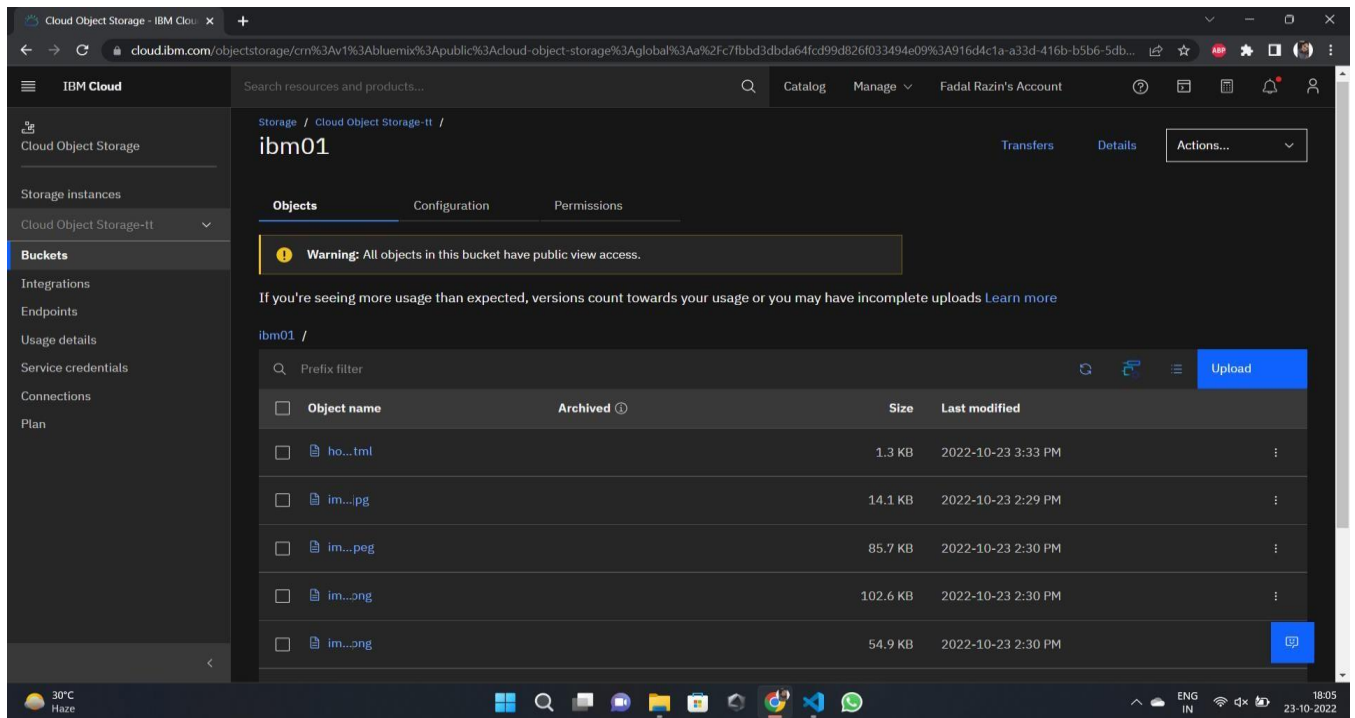 Cloud Object Storage - IBM Clou
cloud.ibm.com/objectstorage/crn%3Av1%3Abluemix%3Apublic%3Acloud-object-storage%3Aglobal%3Aa%2Fc7fbbd3dbda64fcd99d826f033494e09%3A916d4c1a-a33d-416b-b5b6-5db...
ABP
IBM Cloud
Search resources and products...
Catalog
Manage
Fadal Razin's Account
Cloud Object Storage
Storage instances
Cloud Object Storage-tt
Buckets
Integrations
Endpoints
Usage details
Service credentials
Connections
Plan
Storage / Cloud Object Storage-tt /
ibm01
Transfers
Details
Actions...
Objects
Configuration
Permissions
Warning: All objects in this bucket have public view access.
If you're seeing more usage than expected, versions count towards your usage or you may have incomplete uploads Learn more
ibm01 /
Prefix filter
Upload
Object name Archived Size Last modified
ho...tml 1.3 KB 2022-10-23 3:33 PM
im...jpg 14.1 KB 2022-10-23 2:29 PM
im...peg 85.7 KB 2022-10-23 2:30 PM
im...png 102.6 KB 2022-10-23 2:30 PM
im...png 54.9 KB 2022-10-23 2:30 PM
30°C
Haze
ENG
IN
18:05
23-10-2022